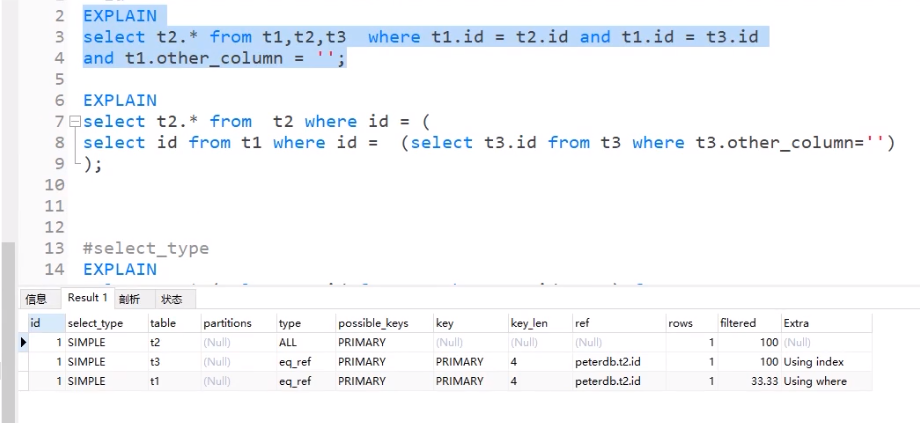 2 EXPLAIN
3 select t2.* from t1,t2,t3 where t1.id = t2.id and t1.id = t3.id
4 and t1.other_column = '';
5
6 EXPLAIN
7 select t2.* from t2 where id = (
8 select id from t1 where id = (select t3.id from t3 where t3.other_column='')
9 );
10
11
12
13 #select_type
14 EXPLAIN
信息 Result 1 剖析 状态
id select_type table partitions type possible_keys key key_len ref rows filtered Extra
1 SIMPLE t2 (Null) ALL PRIMARY (Null) (Null) (Null) 1 100 (Null)
1 SIMPLE t3 (Null) eq_ref PRIMARY PRIMARY 4 peterdb.t2.id 1 100 Using index
1 SIMPLE t1 (Null) eq_ref PRIMARY PRIMARY 4 peterdb.t2.id 1 33.33 Using where